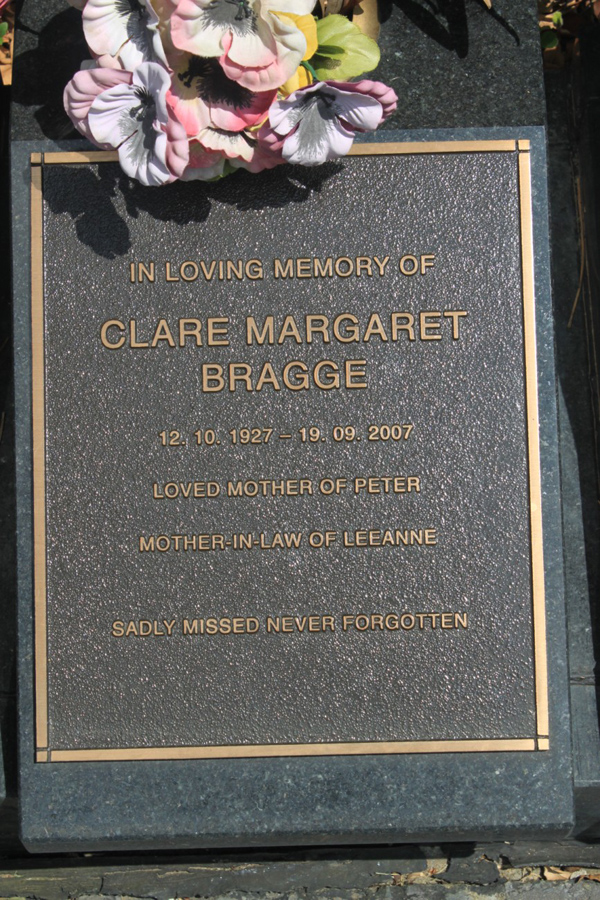 IN LOVING MEMORY OF
CLARE MARGARET
BRAGGE
12. 10. 1927 – 19. 09. 2007
LOVED MOTHER OF PETER
MOTHER-IN-LAW OF LEEANNE
SADLY MISSED NEVER FORGOTTEN